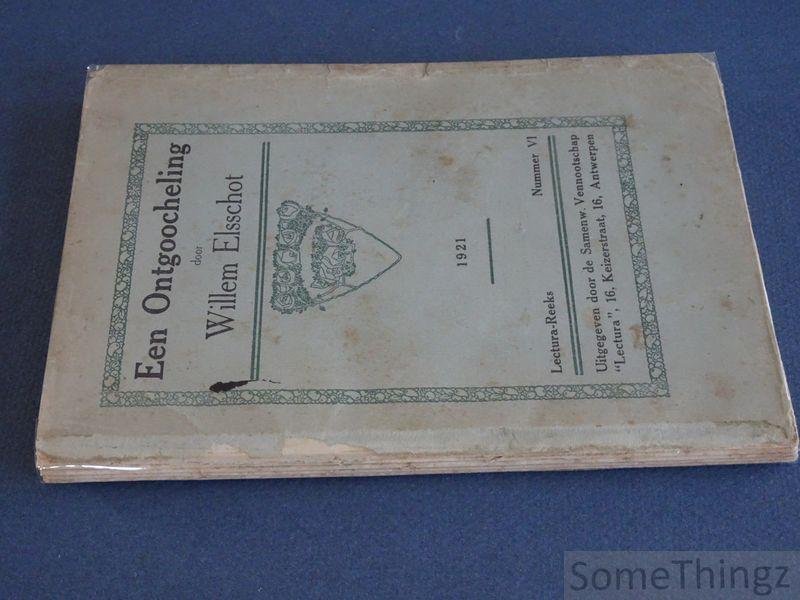 Een Ontgoocheling
door
Willem Elsschot
1921
Lectura-Reeks Nummer VI
Uitgegeven door de Samenw. Vennootschap
"Lectura", 16, Keizerstraat, 16, Antwerpen
SomeThingz